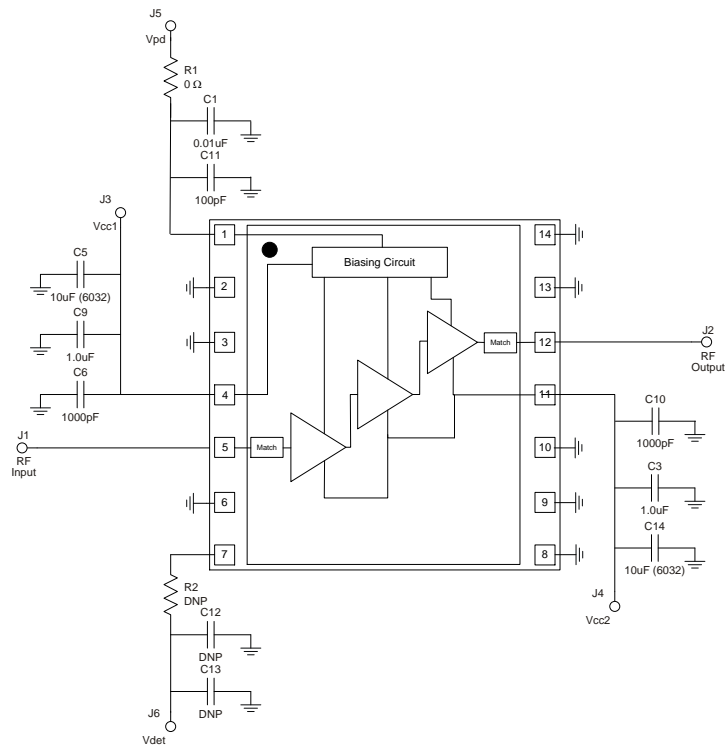 J5
Vpd
R1
0 Ω
C1
0.01uF
C11
100pF
J3
Vcc1
C5
10uF (6032)
C9
1.0uF
C6
1000pF
J1
RF
Input
1
2
3
4
5
6
7
Biasing Circuit
Match
Match
14
13
12
11
10
9
8
J2
RF
Output
C10
1000pF
C3
1.0uF
C14
10uF (6032)
J4
Vcc2
R2
DNP
C12
DNP
C13
DNP
J6
Vdet